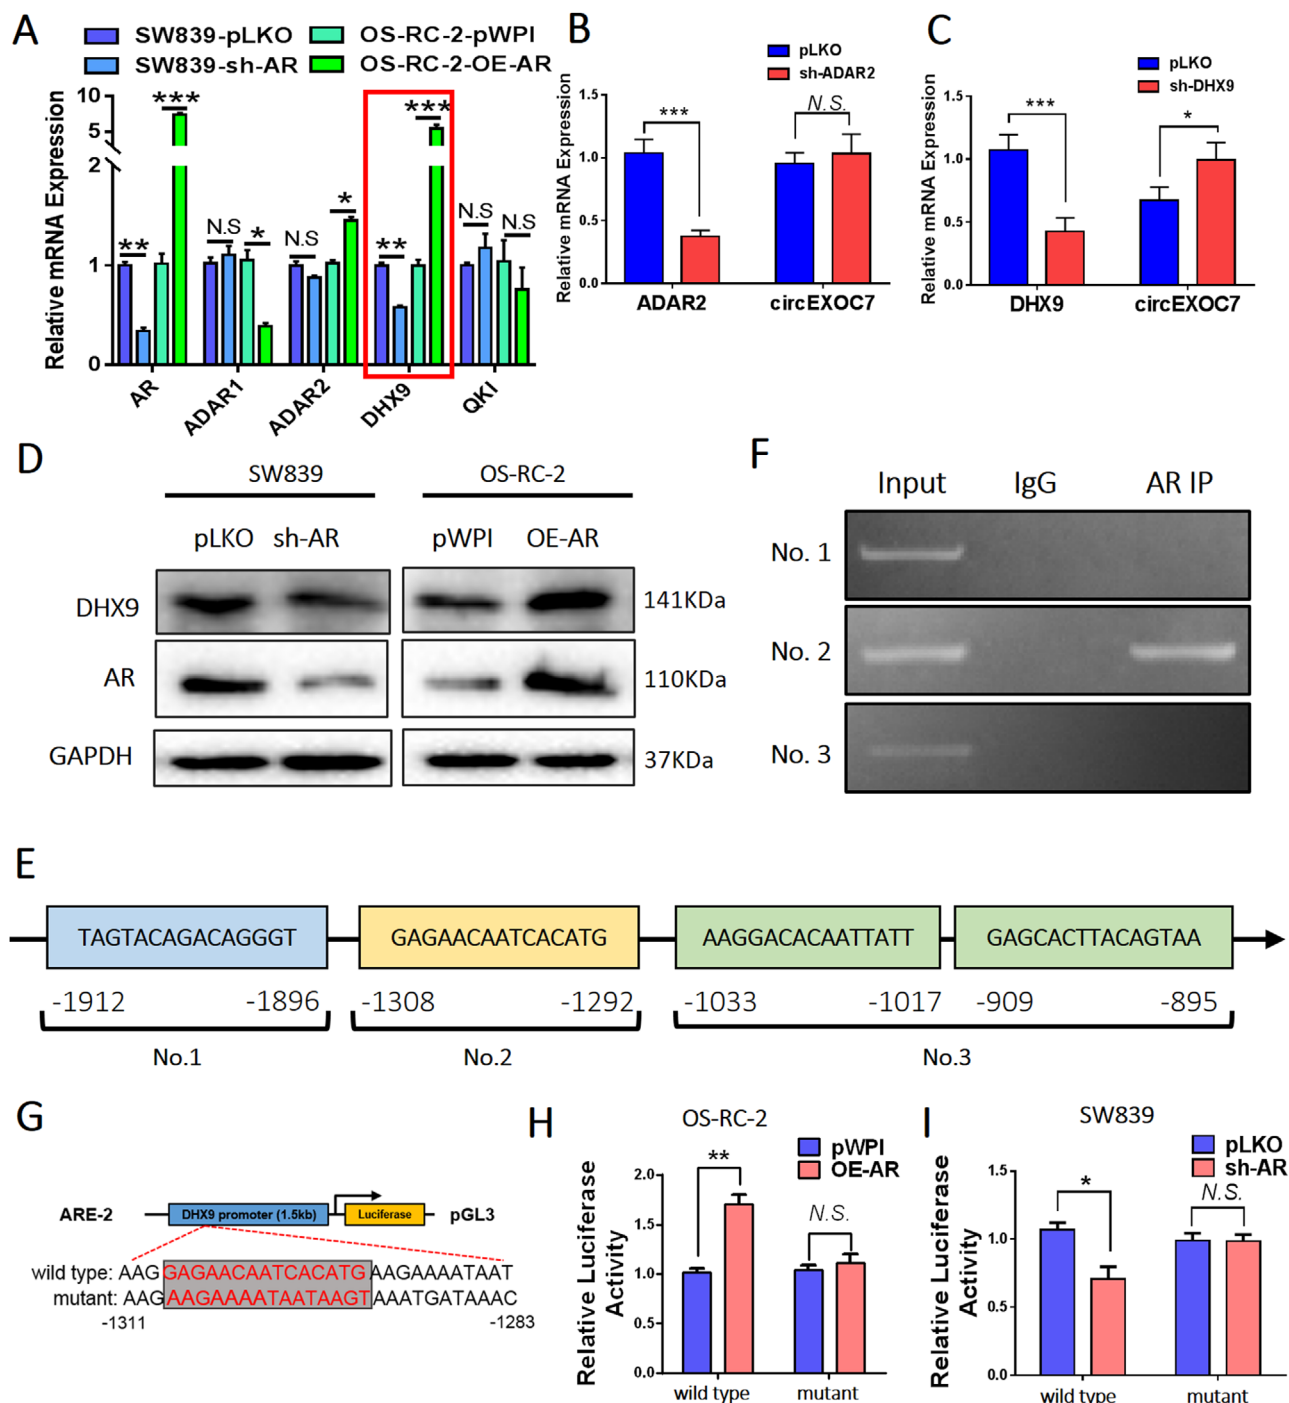 A
SW839-pLKO
OS-RC-2-pWPI
SW839-sh-AR
OS-RC-2-OE-AR
Relative mRNA Expression
10
5
2
1
0
** *** N.S * N.S * ** *** N.S N.S
AR ADAR1 ADAR2 DHX9 QKI
B
pLKO
sh-ADAR2
Relative mRNA Expression
1.5
1.0
0.5
0.0
*** N.S.
ADAR2 circEXOC7
C
pLKO
sh-DHX9
Relative mRNA Expression
1.5
1.0
0.5
0.0
*** *
DHX9 circEXOC7
D
SW839 OS-RC-2
pLKO sh-AR pWPI OE-AR
DHX9 141KDa
AR 110KDa
GAPDH 37KDa
F
Input IgG AR IP
No. 1
No. 2
No. 3
E
TAGTACAGACAGGGT GAGAACAATCACATG AAGGACACAATTATT GAGCACTTACAGTAA
-1912 -1896 -1308 -1292 -1033 -1017 -909 -895
No.1 No.2 No.3
G
ARE-2 DHX9 promoter (1.5kb) Luciferase pGL3
wild type: AAG GAGAACAATCACATG AAGAAAATAAT
mutant: AAG AAGAAAATAATAAGT AAATGATAAAC
-1311 -1283
H
OS-RC-2
pWPI
OE-AR
Relative Luciferase
Activity
2.0
1.5
1.0
0.5
0.0
** N.S.
wild type mutant
I
SW839
pLKO
sh-AR
Relative Luciferase
Activity
1.5
1.0
0.5
0.0
* N.S.
wild type mutant